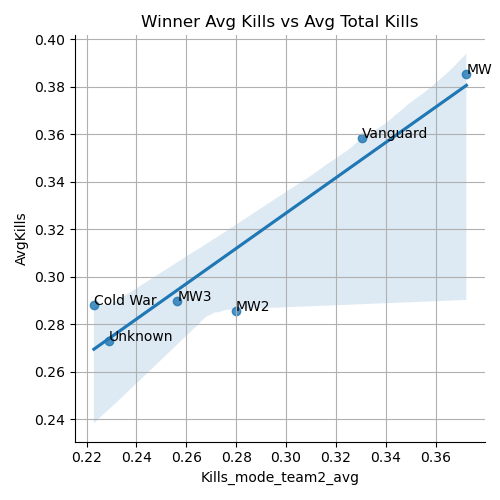 Winner Avg Kills vs Avg Total Kills
0.40
0.38
0.36
0.34
0.32
0.30
0.28
0.26
0.24
AvgKills
MW
Vanguard
Cold War
MW3
MW2
Unknown
0.22 0.24 0.26 0.28 0.30 0.32 0.34 0.36
Kills_mode_team2_avg